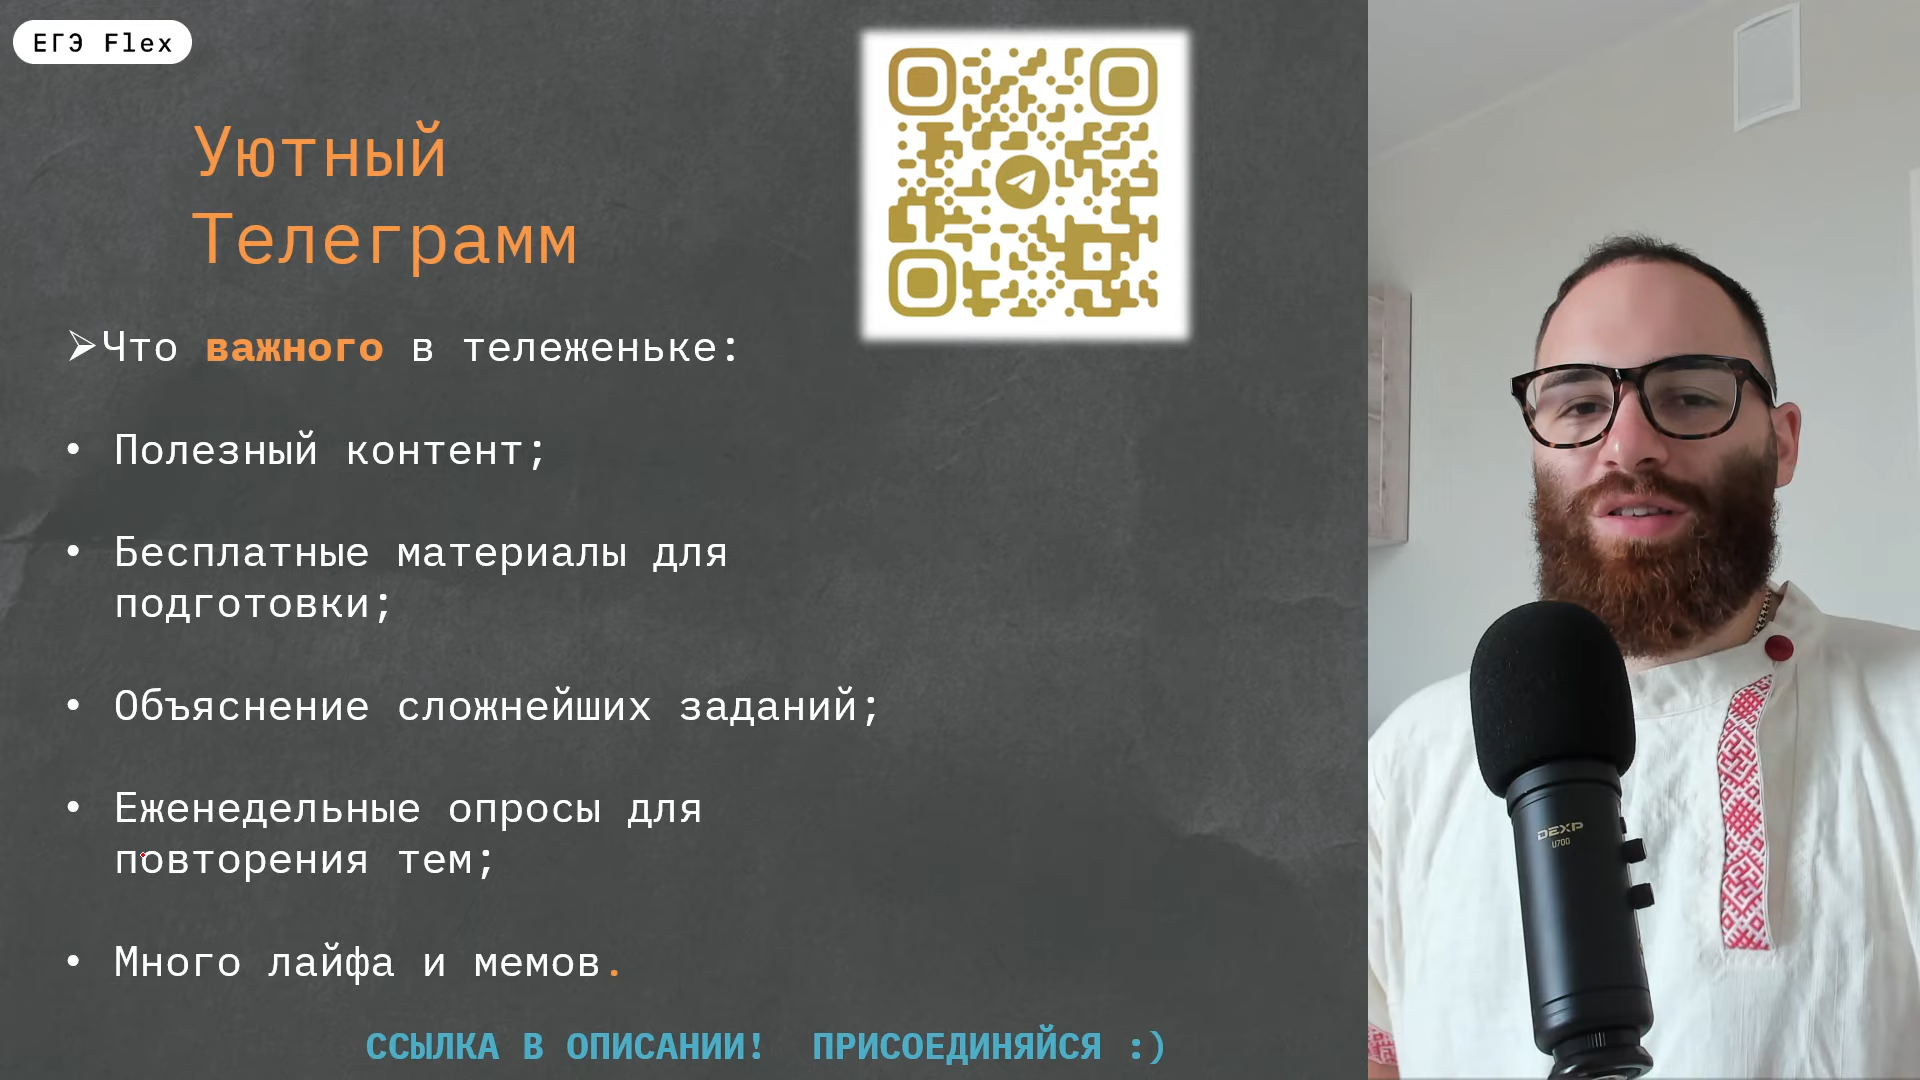 ЕГЭ Flex
Уютный
Телеграмм
Что важного в тележеньке:
Полезный контент;
Бесплатные материалы для
подготовки;
Объяснение сложнейших заданий;
Еженедельные опросы для
повторения тем;
Много лайфа и мемов.
ССЫЛКА В ОПИСАНИИ! ПРИСОЕДИНЯЙСЯ :)
DEXP
U700